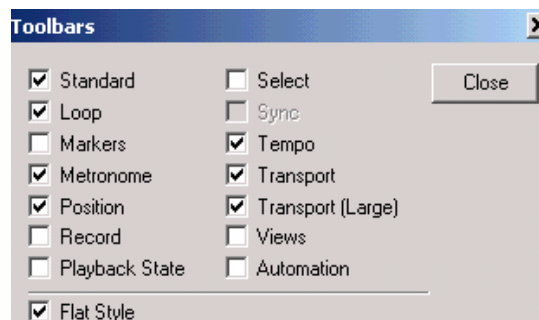 Toolbars
Standard
Select
Close
Loop
Sync
Markers
Tempo
Metronome
Transport
Position
Transport (Large)
Record
Views
Playback State
Automation
Flat Style